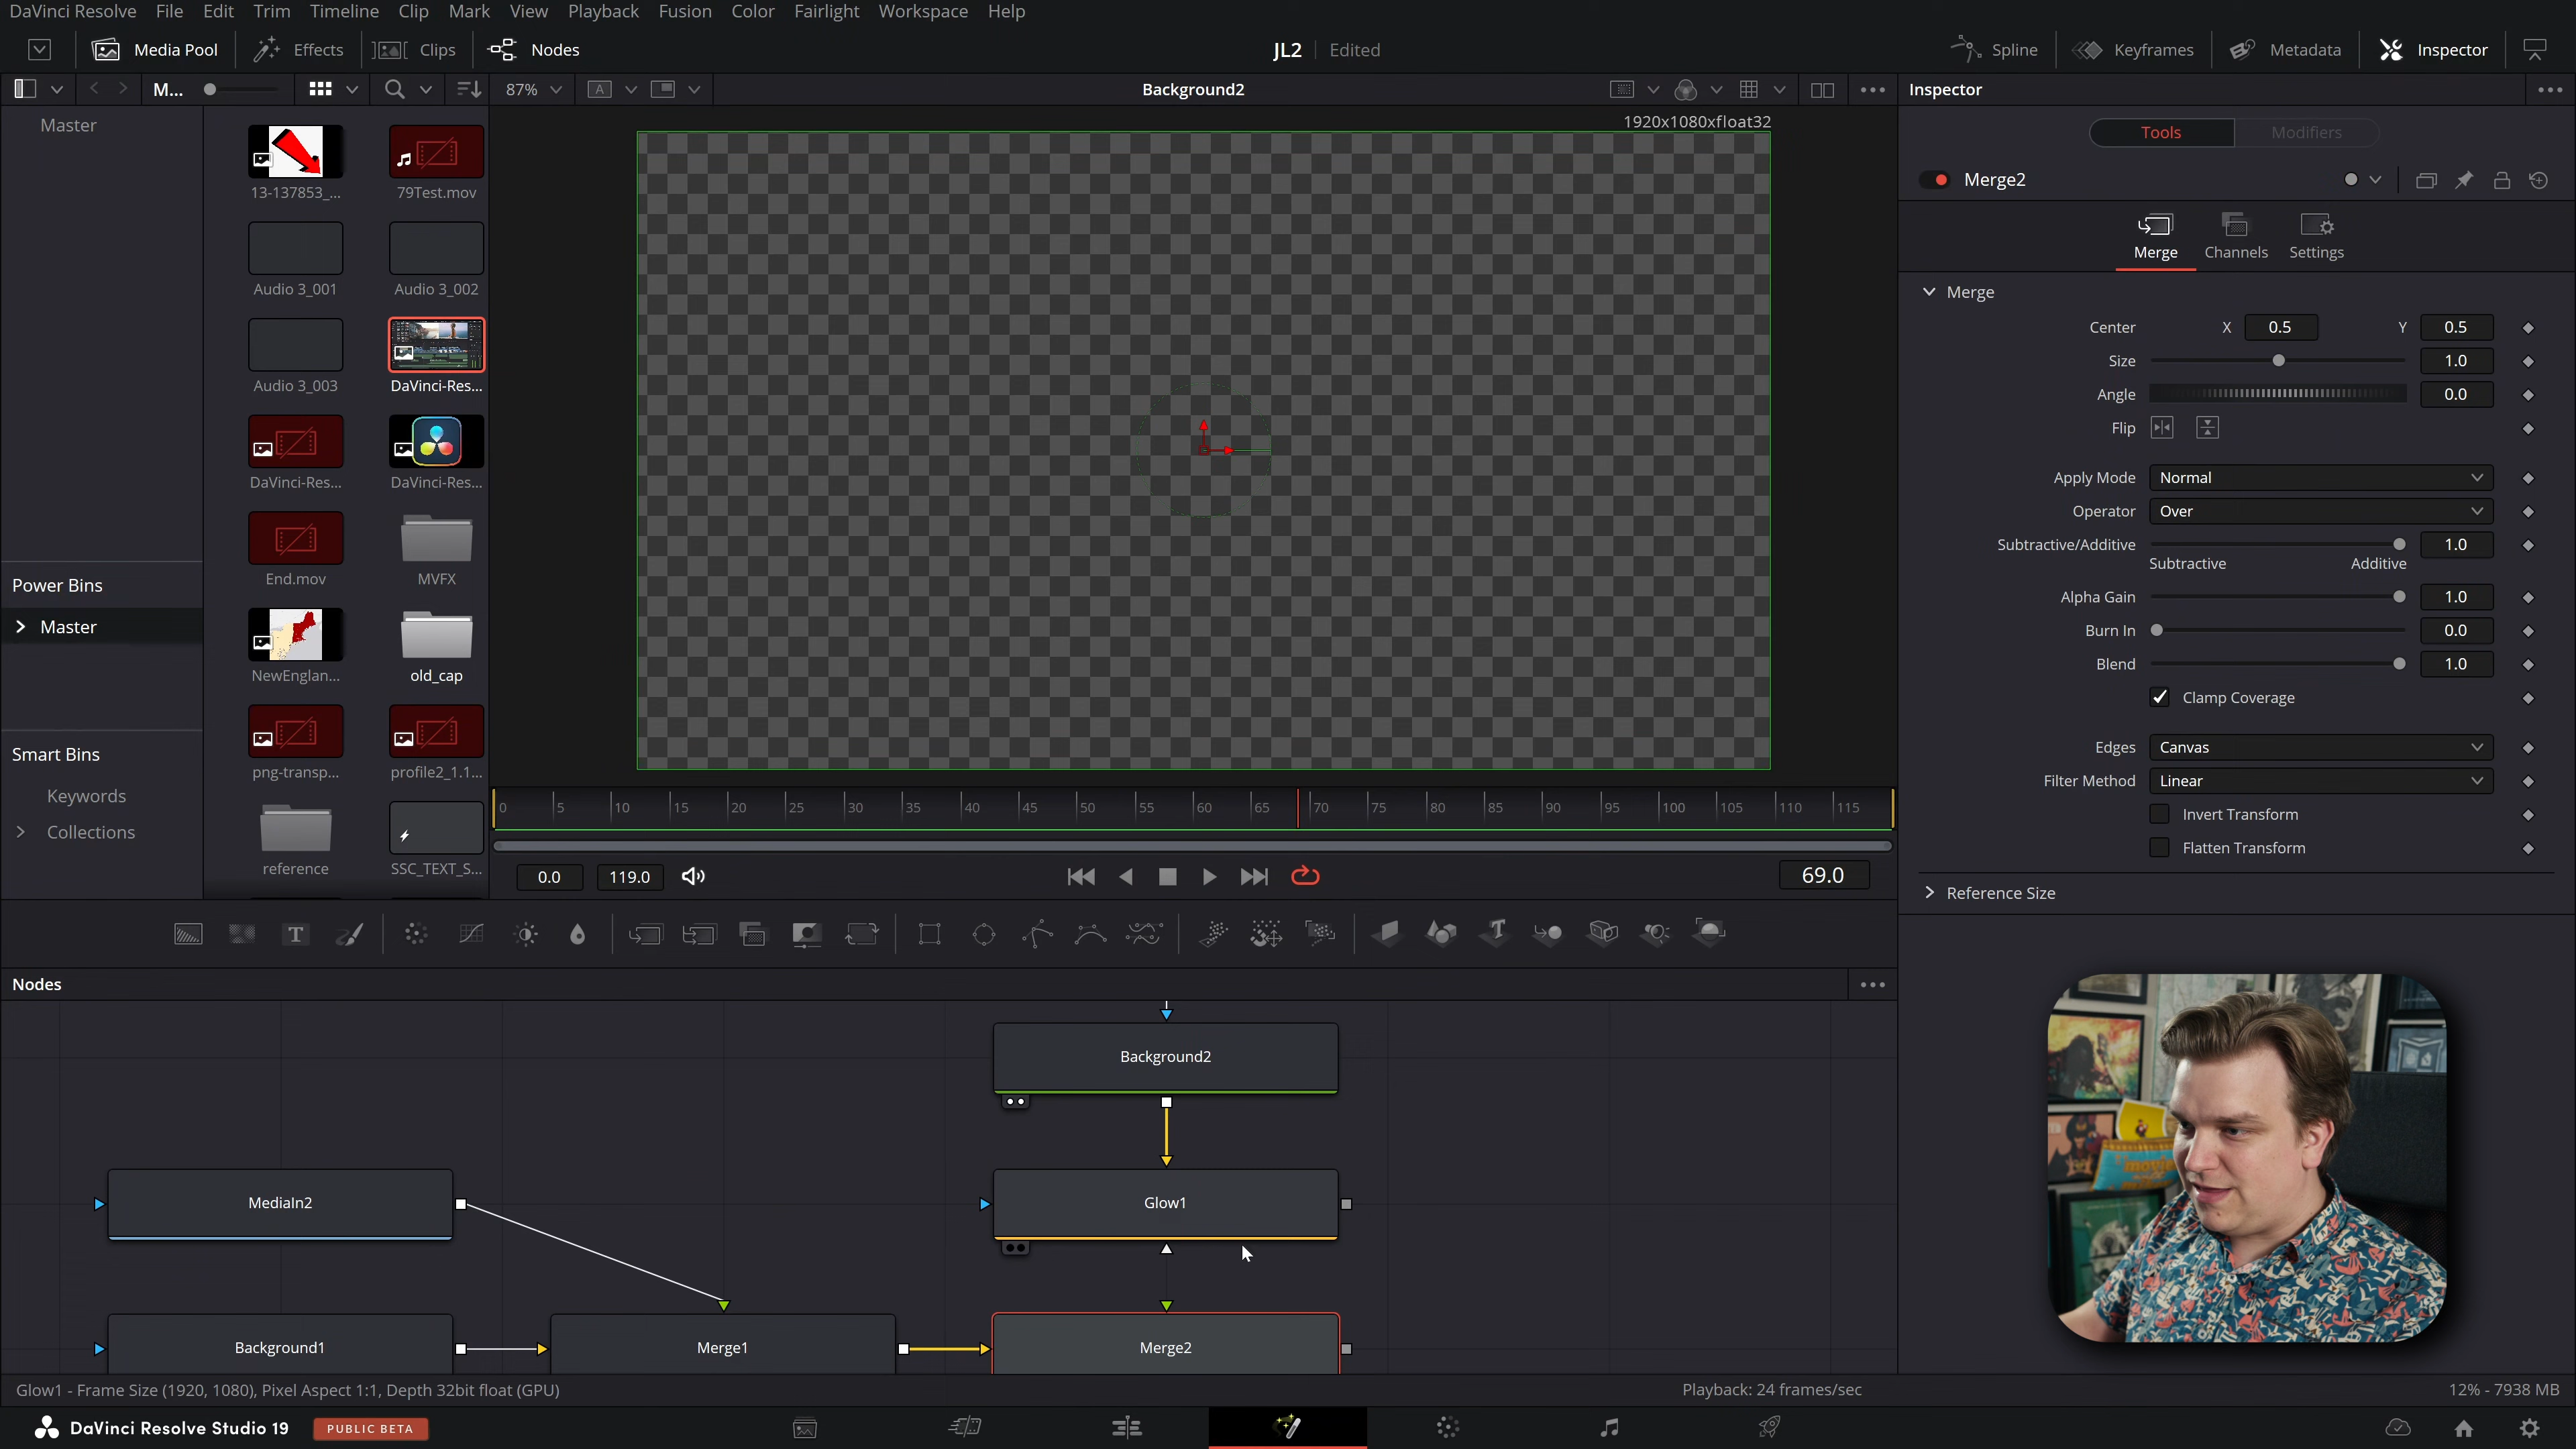 DaVinci Resolve File Edit Trim Timeline Clip Mark View Playback Fusion Color Fairlight Workspace Help
Media Pool Effects Clips Nodes JL2 Edited Spline Keyframes Metadata Inspector
M... 87% A Background2 Inspector
1920x1080xfloat32
Master
Tools Modifiers
13-137853_... 79Test.mov
Merge2
Merge Channels Settings
Audio 3_001 Audio 3_002
Merge
Center X 0.5 Y 0.5
Size 1.0
Audio 3_003 DaVinci-Res...
Angle 0.0
Flip
DaVinci-Res... DaVinci-Res...
Apply Mode Normal
Operator Over
Subtractive/Additive 1.0
Subtractive Additive
End.mov MVFX
Power Bins
Alpha Gain 1.0
Master
Burn In 0.0
Blend 1.0
NewEnglan... old_cap
Clamp Coverage
Smart Bins
Edges Canvas
png-transp... profile2_1.1...
Filter Method Linear
Keywords
0 5 10 15 20 25 30 35 40 45 50 55 60 65 70 75 80 85 90 95 100 105 110 115
Invert Transform
Collections
Flatten Transform
reference SSC_TEXT_S...
0.0 119.0 69.0
Reference Size
T T
Nodes
Background2
MediaIn2 Glow1
Background1 Merge1 Merge2
Glow1 - Frame Size (1920, 1080), Pixel Aspect 1:1, Depth 32bit float (GPU) Playback: 24 frames/sec 12% - 7938 MB
DaVinci Resolve Studio 19 PUBLIC BETA